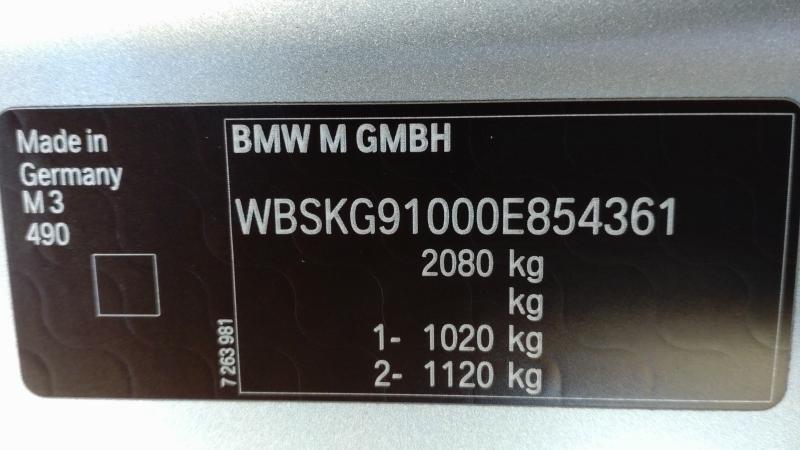 Made in
Germany
M3
490
BMW M GMBH
WBSKG91000E854361
2080 kg
kg
1- 1020 kg
2- 1120 kg
7 263 981